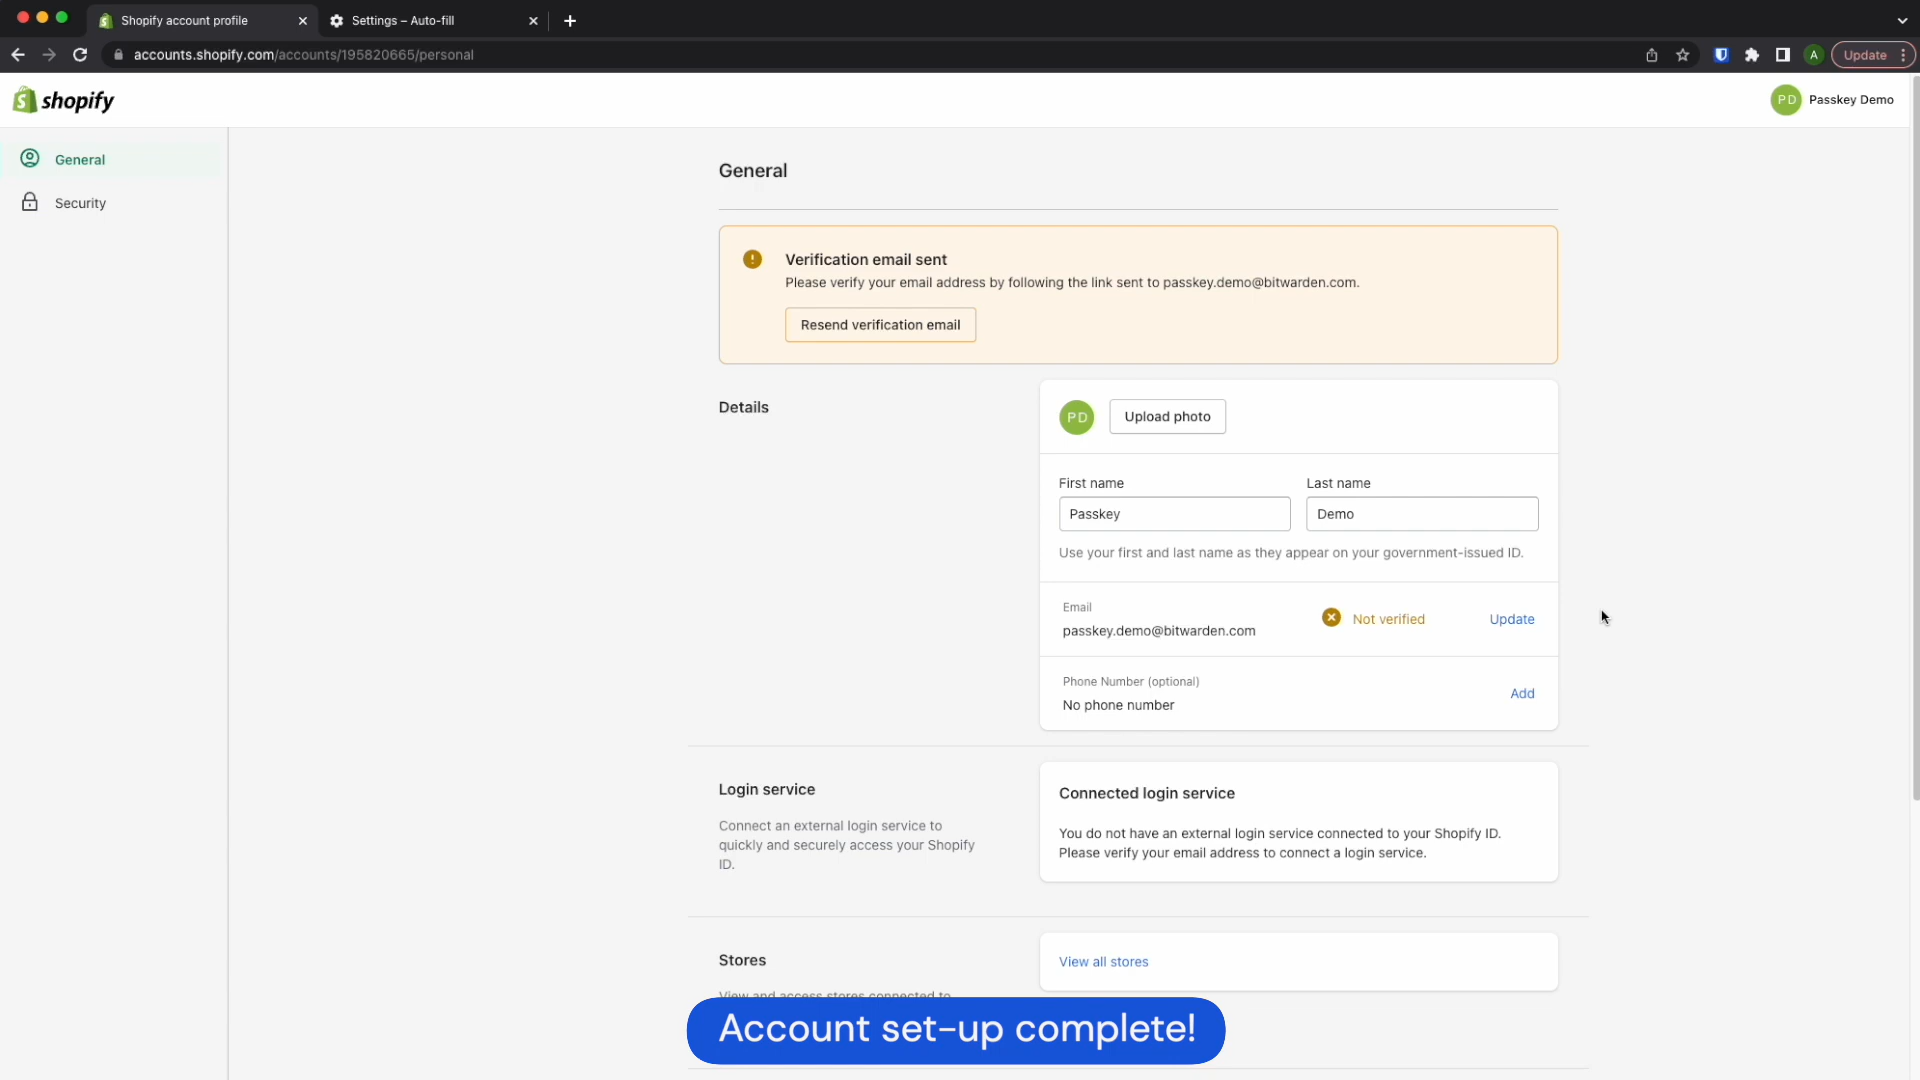 Shopify account profile
Settings – Auto-fill
accounts.shopify.com/accounts/195820665/personal
A
Update
shopify
PD
Passkey Demo
General
Security
General
Verification email sent
Please verify your email address by following the link sent to passkey.demo@bitwarden.com.
Resend verification email
Details
PD
Upload photo
First name
Last name
Passkey
Demo
Use your first and last name as they appear on your government-issued ID.
Email
passkey.demo@bitwarden.com
Not verified
Update
Phone Number (optional)
No phone number
Add
Login service
Connect an external login service to
quickly and securely access your Shopify
ID.
Connected login service
You do not have an external login service connected to your Shopify ID.
Please verify your email address to connect a login service.
Stores
View and access stores connected to
View all stores
Account set-up complete!